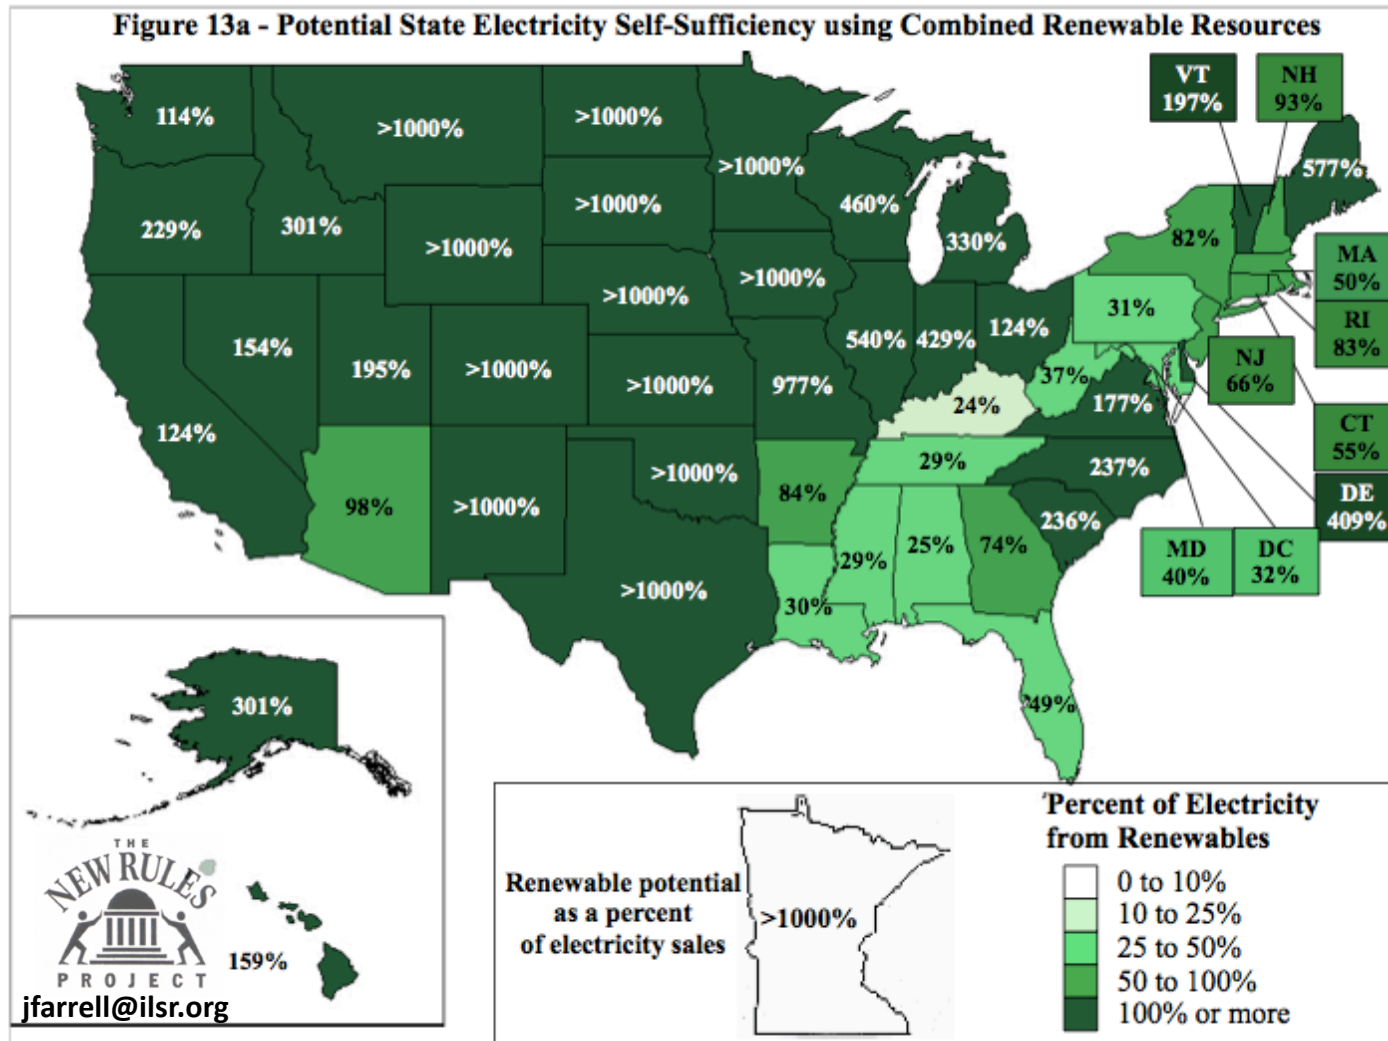 Figure 13a - Potential State Electricity Self-Sufficiency using Combined Renewable Resources
VT
197%
NH
93%
114%
>1000%
>1000%
>1000%
577%
229%
301%
>1000%
>1000%
460%
330%
82%
MA
50%
>1000%
>1000%
31%
RI
83%
154%
195%
>1000%
>1000%
977%
540%
429%
124%
37%
NJ
66%
124%
24%
177%
CT
55%
98%
>1000%
>1000%
84%
29%
237%
DE
409%
29%
25%
74%
236%
MD
40%
DC
32%
>1000%
30%
49%
301%
THE
NEW RULES
PROJECT
159%
jfarrell@ilsr.org
Renewable potential
as a percent
of electricity sales
>1000%
Percent of Electricity
from Renewables
0 to 10%
10 to 25%
25 to 50%
50 to 100%
100% or more